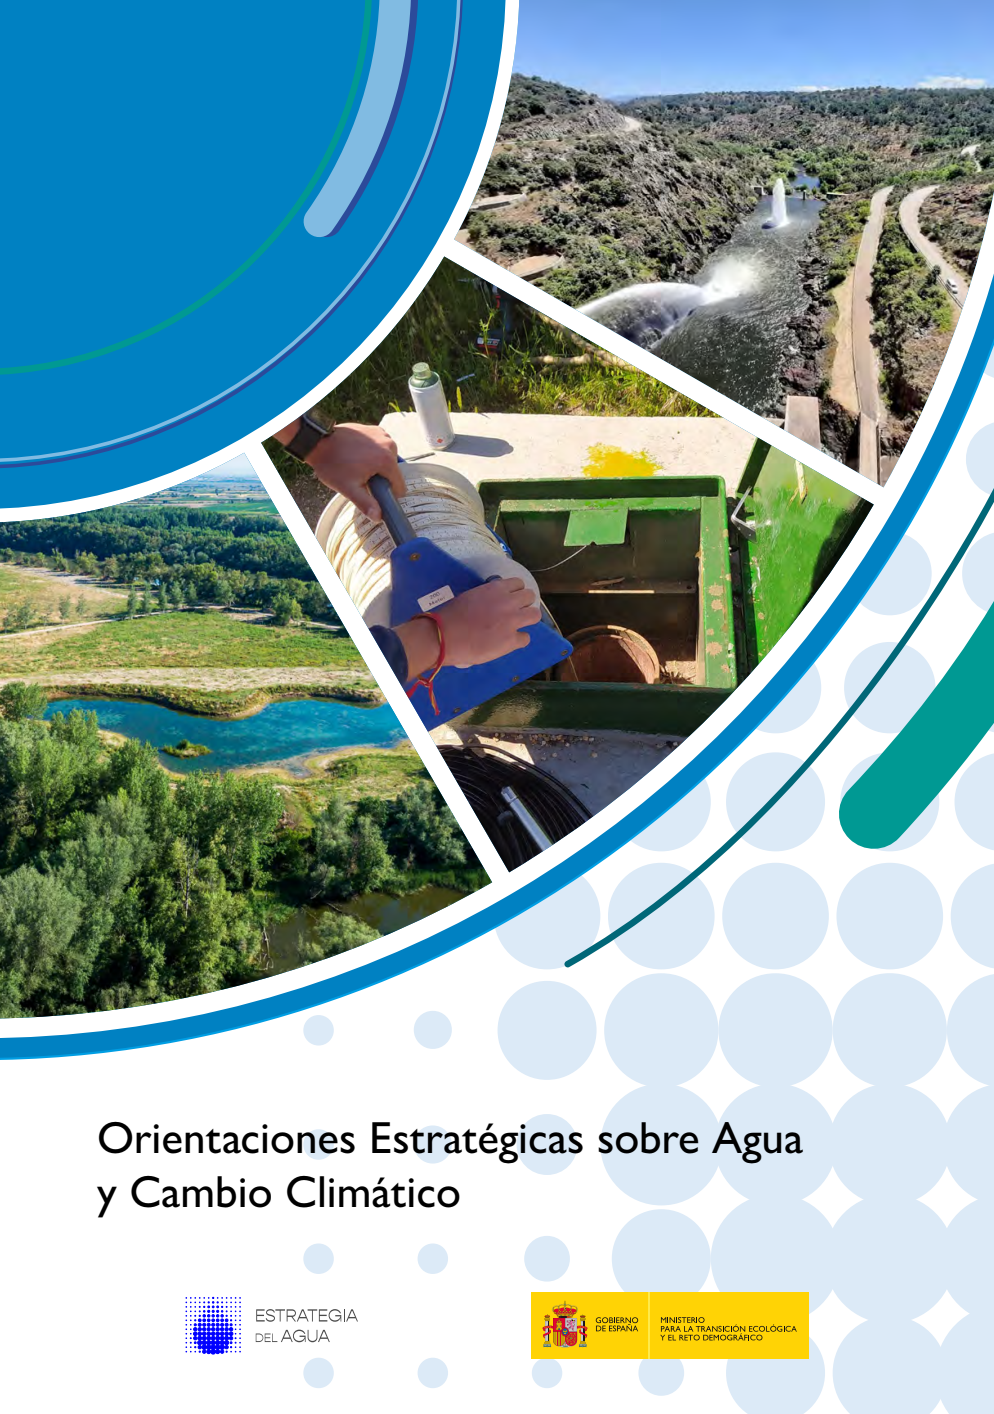 Orientaciones Estratégicas sobre Agua
y Cambio Climático
ESTRATEGIA
DEL AGUA
GOBIERNO
DE ESPAÑA
MINISTERIO
PARA LA TRANSICIÓN ECOLÓGICA
Y EL RETO DEMOGRÁFICO